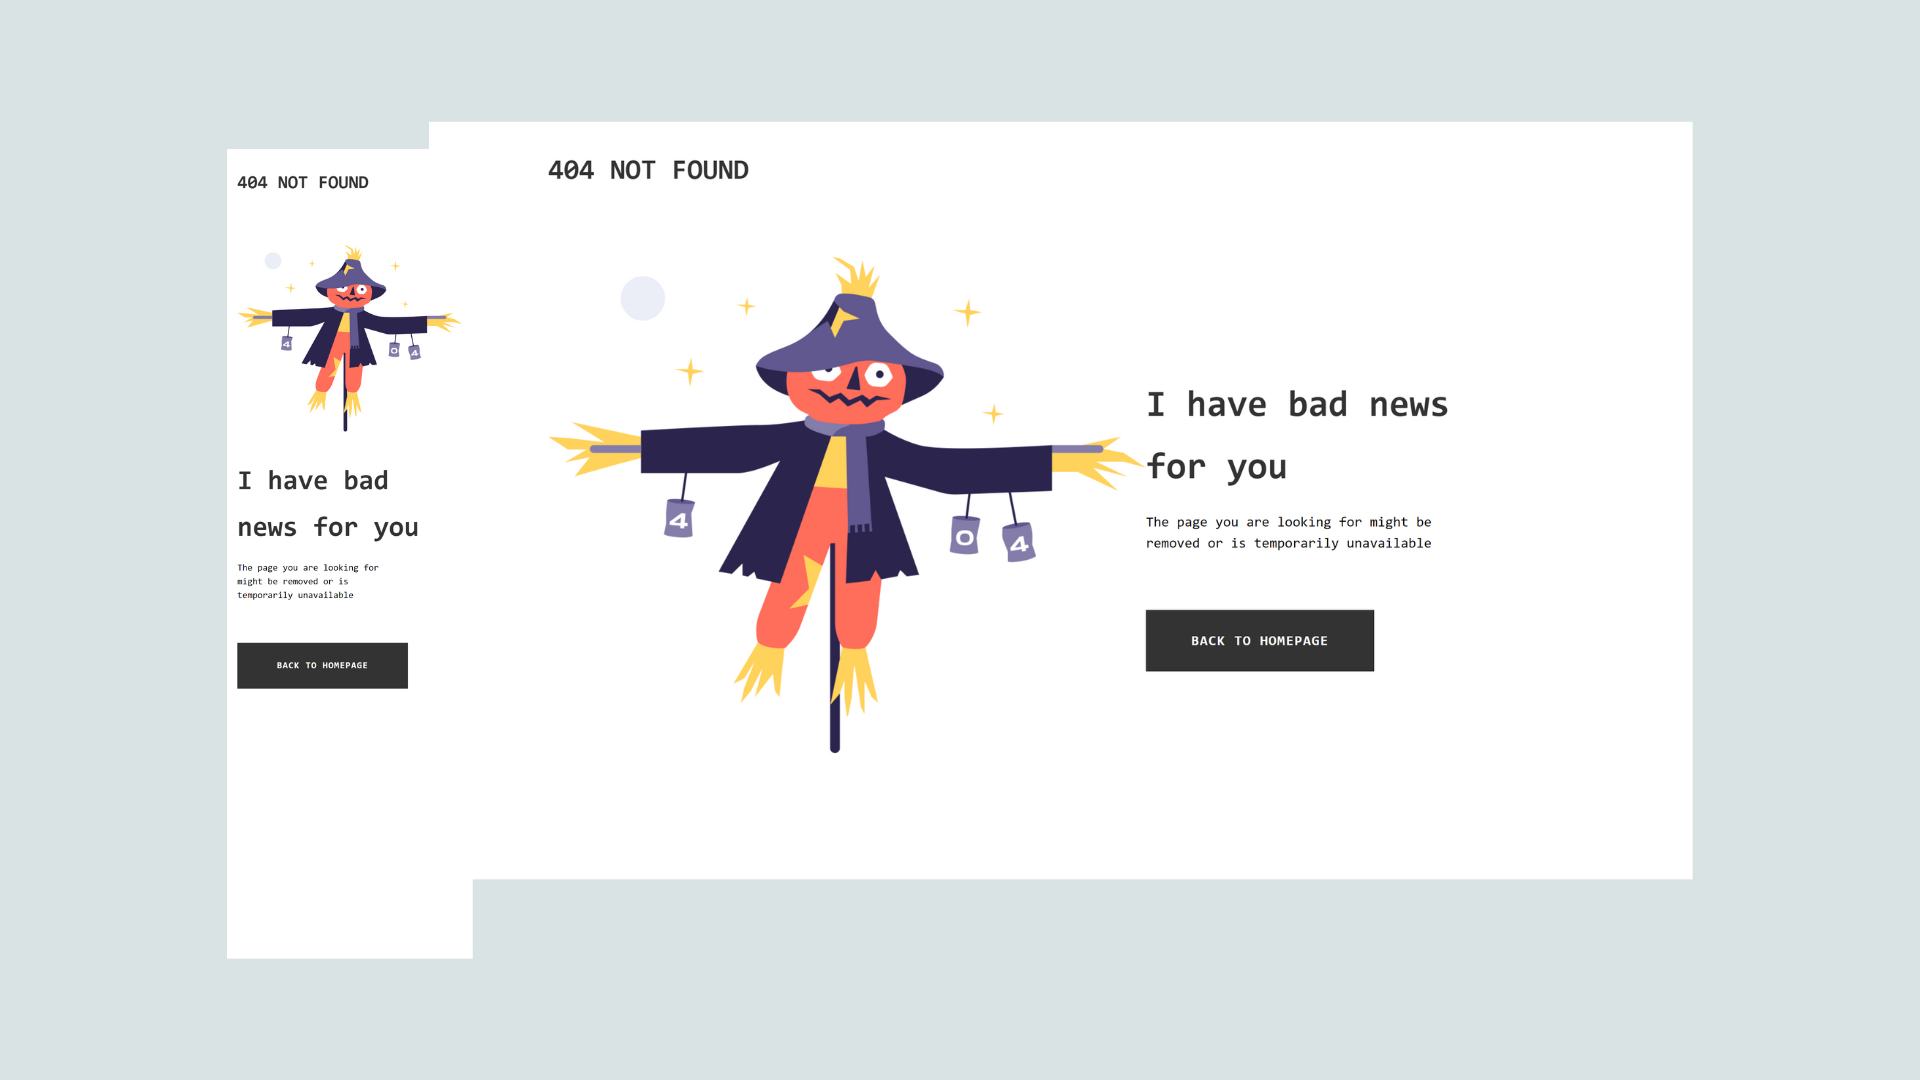 404 NOT FOUND
4
0
4
I have bad
news for you
The page you are looking for
might be removed or is
temporarily unavailable
BACK TO HOMEPAGE
404 NOT FOUND
4
0
4
I have bad news
for you
The page you are looking for might be
removed or is temporarily unavailable
BACK TO HOMEPAGE